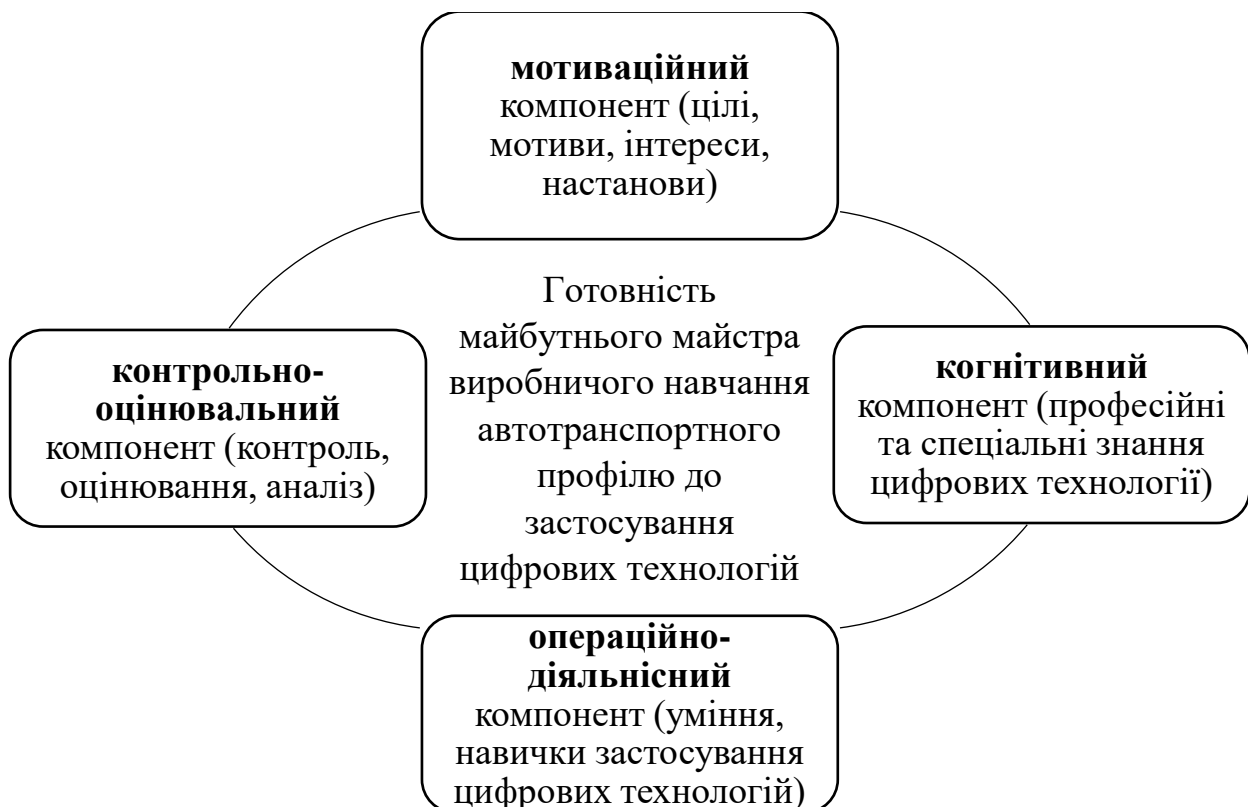 мотиваційний
компонент (цілі,
мотиви, інтереси,
настанови)
контрольно-
оцінювальний
компонент (контроль,
оцінювання, аналіз)
Готовність
майбутнього майстра
виробничого навчання
автотранспортного
профілю до
застосування
цифрових технологій
когнітивний
компонент (професійні
та спеціальні знання
цифрових технології)
операційно-
діяльнісний
компонент (уміння,
навички застосування
цифрових технологій)